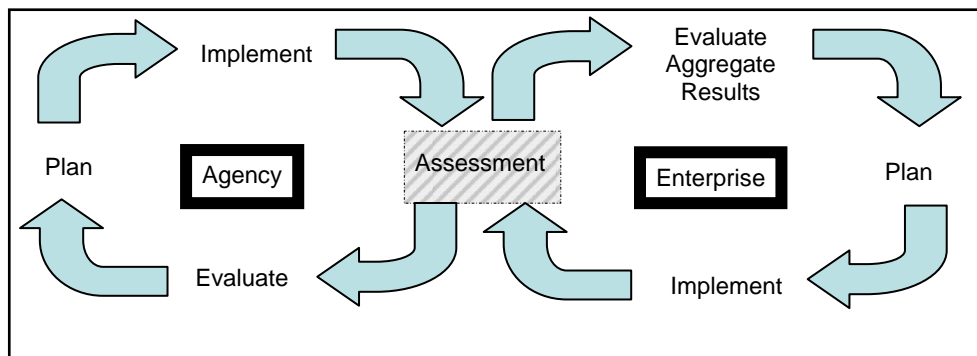 Implement
Evaluate
Aggregate
Results
Plan
Agency
Assessment
Enterprise
Plan
Evaluate
Implement